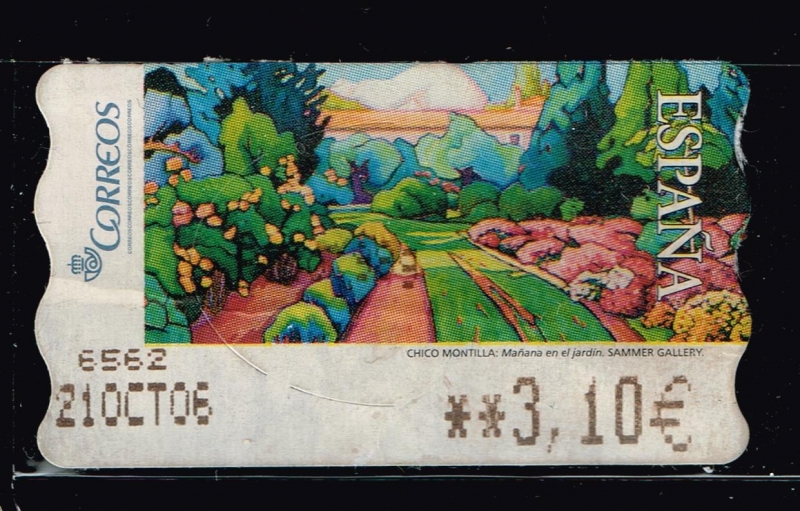 CORREOS
ESPAÑA
CHICO MONTILLA: Mañana en el jardín. SAMMER GALLERY.
6562
21OCT06
**3,10€